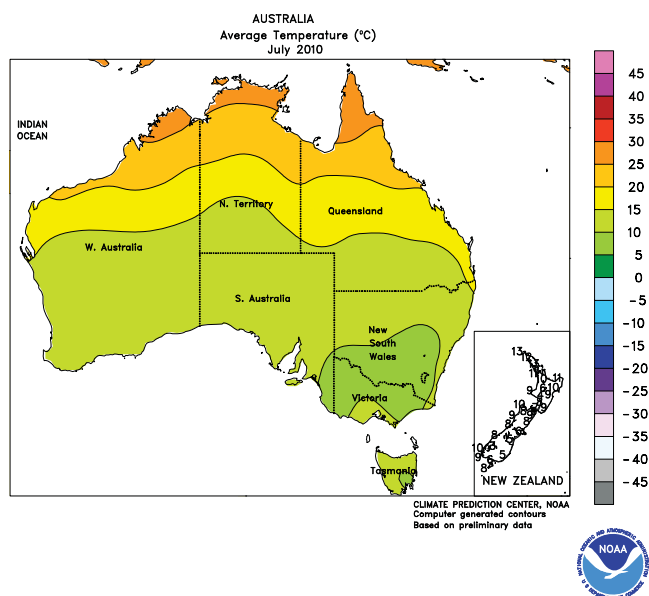 AUSTRALIA
Average Temperature (°C)
July 2010
INDIAN
OCEAN
N. Territory
Queensland
W. Australia
S. Australia
New
South
Wales
Victoria
Tasmania
45
40
35
30
25
20
15
10
5
0
-5
-10
-15
-20
-25
-30
-35
-40
-45
13
NEW ZEALAND
CLIMATE PREDICTION CENTER, NOAA
Computer generated contours
Based on preliminary data
NOAA